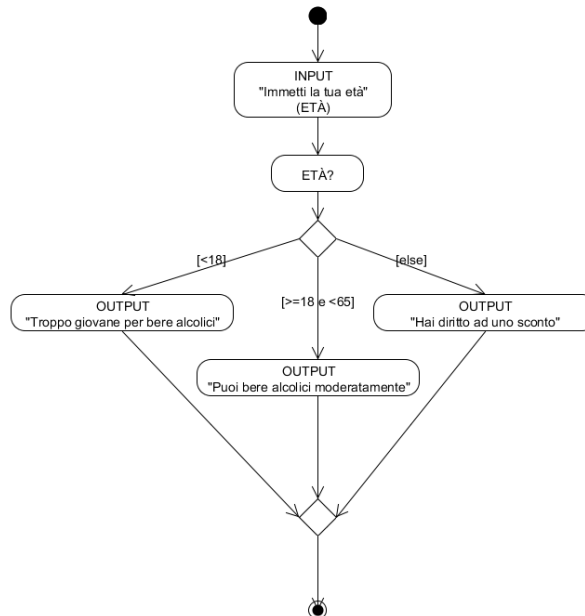 INPUT
"Immetti la tua età"
(ETÀ)
ETÀ?
[<18]
[>=18 e <65]
[else]
OUTPUT
"Troppo giovane per bere alcolici"
OUTPUT
"Puoi bere alcolici moderatamente"
OUTPUT
"Hai diritto ad uno sconto"